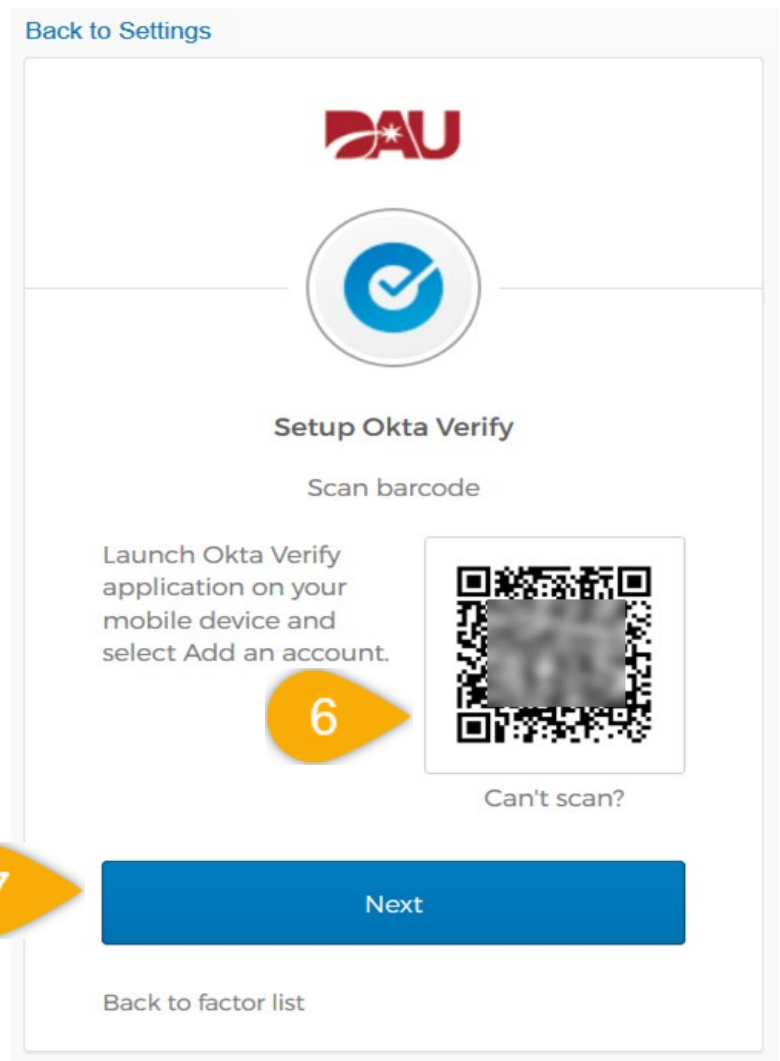 Back to Settings
DAU
Setup Okta Verify
Scan barcode
Launch Okta Verify
application on your
mobile device and
select Add an account.
6
Can't scan?
7
Next
Back to factor list